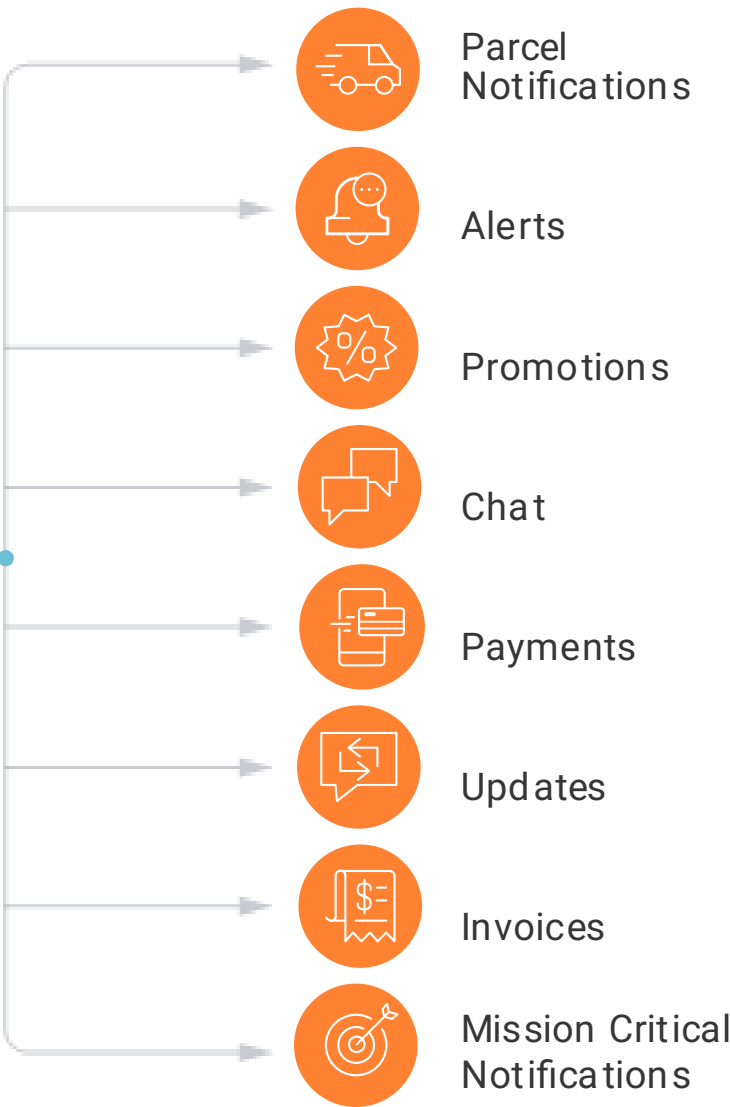 Parcel
Notifications
Alerts
%
Promotions
Chat
Payments
Updates
$
Invoices
Mission Critical
Notifications